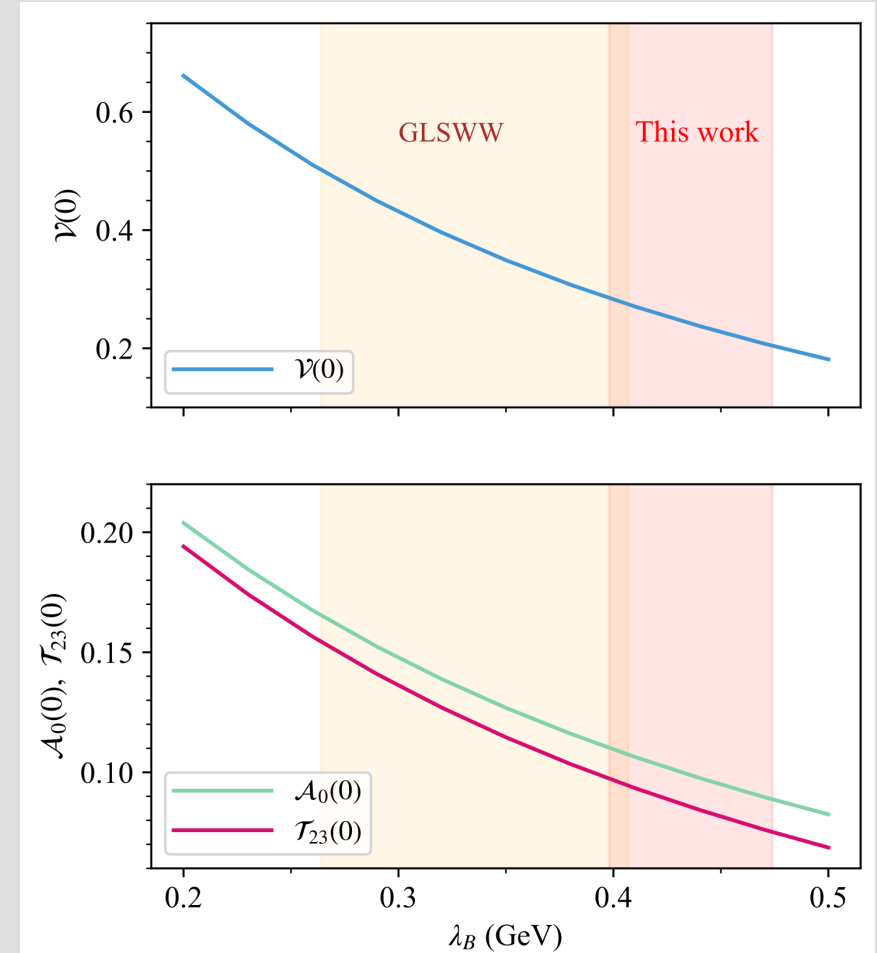 0.6
0.4
0.2
𝒱(0)
GLSWW
This work
𝒱(0)
0.20
0.15
0.10
𝒜₀(0), 𝒯₂₃(0)
𝒜₀(0)
𝒯₂₃(0)
0.2 0.3 0.4 0.5
λ_B (GeV)